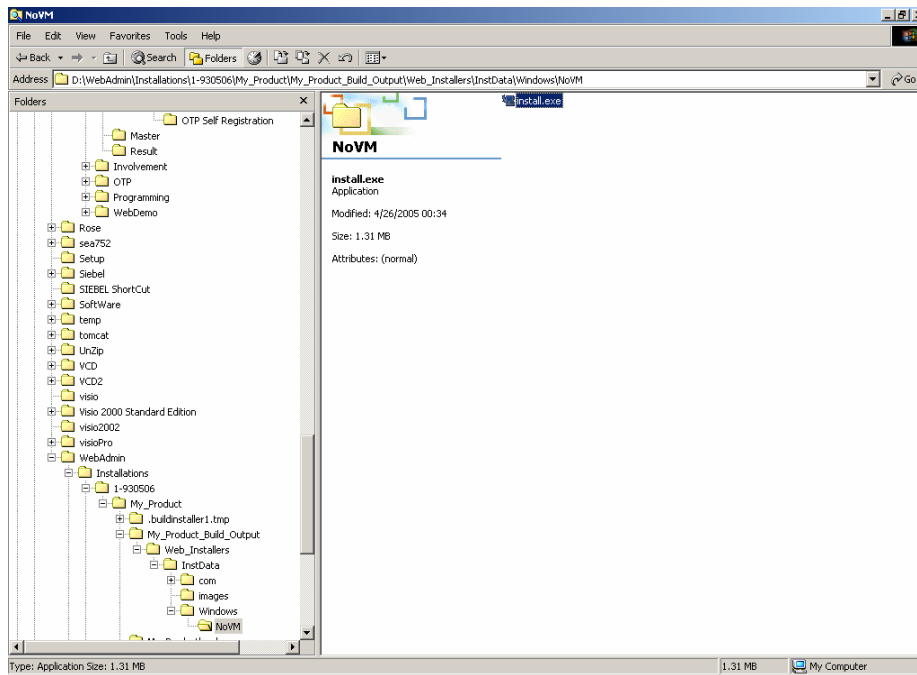 NoVM
File Edit View Favorites Tools Help
Back Search Folders
Address D:\WebAdmin\Installations\1-930506\My_Product\My_Product_Build_Output\Web_Installers\InstData\Windows\NoVM Go
Folders
OTP Self Registration
Master
Result
Involvement
OTP
Programming
WebDemo
Rose
sea752
Setup
Siebel
SIEBEL ShortCut
SoftWare
temp
tomcat
UnZip
VCD
VCD2
visio
Visio 2000 Standard Edition
visio2002
visioPro
WebAdmin
Installations
1-930506
My_Product
.buildinstaller1.tmp
My_Product_Build_Output
Web_Installers
InstData
com
images
Windows
NoVM
install.exe
NoVM
install.exe
Application
Modified: 4/26/2005 00:34
Size: 1.31 MB
Attributes: (normal)
Type: Application Size: 1.31 MB
1.31 MB
My Computer